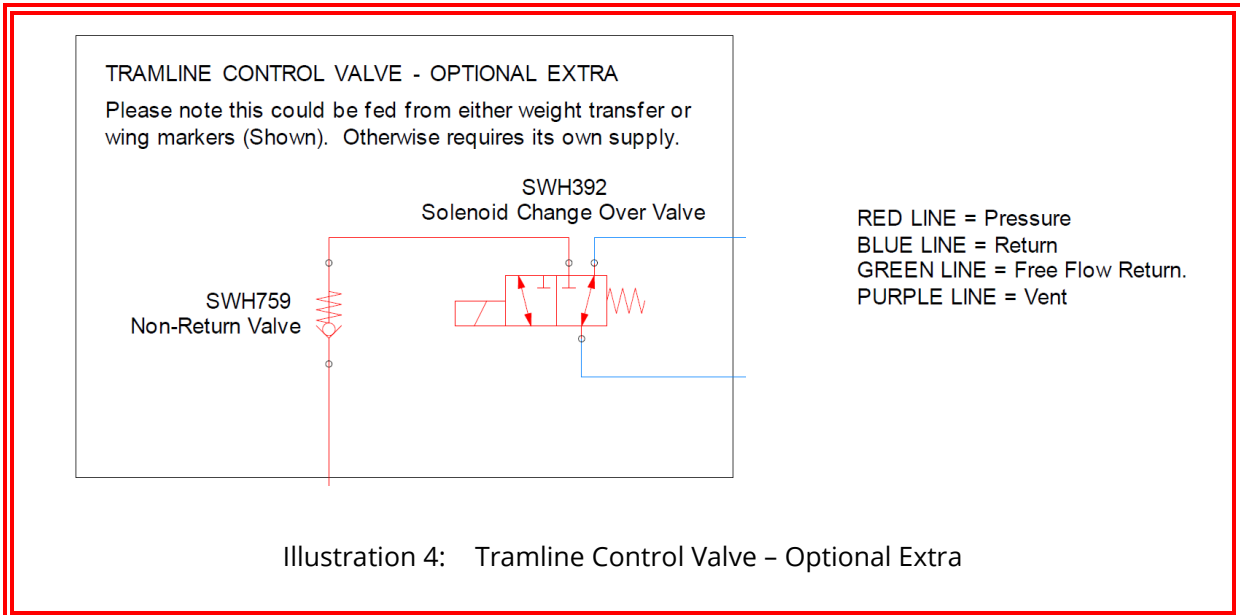 TRAMLINE CONTROL VALVE - OPTIONAL EXTRA
Please note this could be fed from either weight transfer or
wing markers (Shown). Otherwise requires its own supply.
SWH392
Solenoid Change Over Valve
SWH759
Non-Return Valve
RED LINE = Pressure
BLUE LINE = Return
GREEN LINE = Free Flow Return.
PURPLE LINE = Vent
Illustration 4: Tramline Control Valve – Optional Extra